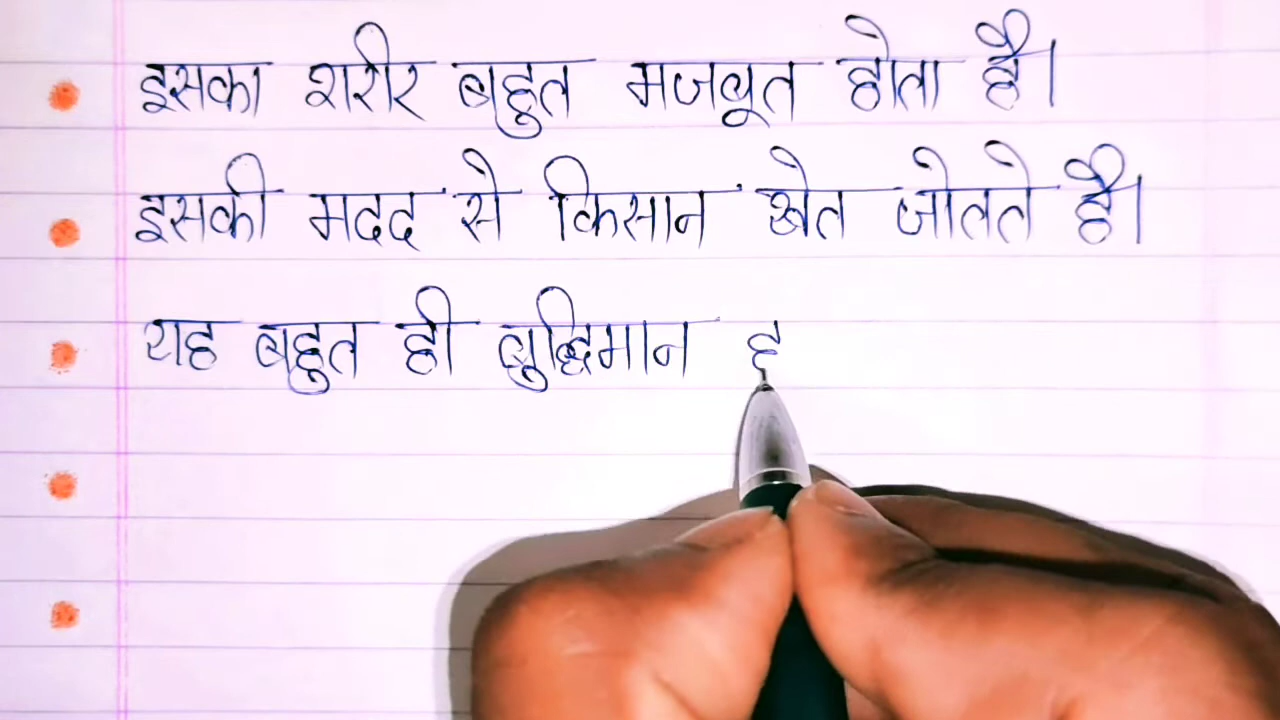 इसका शरीर बहुत मजबूत होता है।
इसकी मदद से किसान खेत जोतते है।
यह बहुत ही बुद्धिमान ह